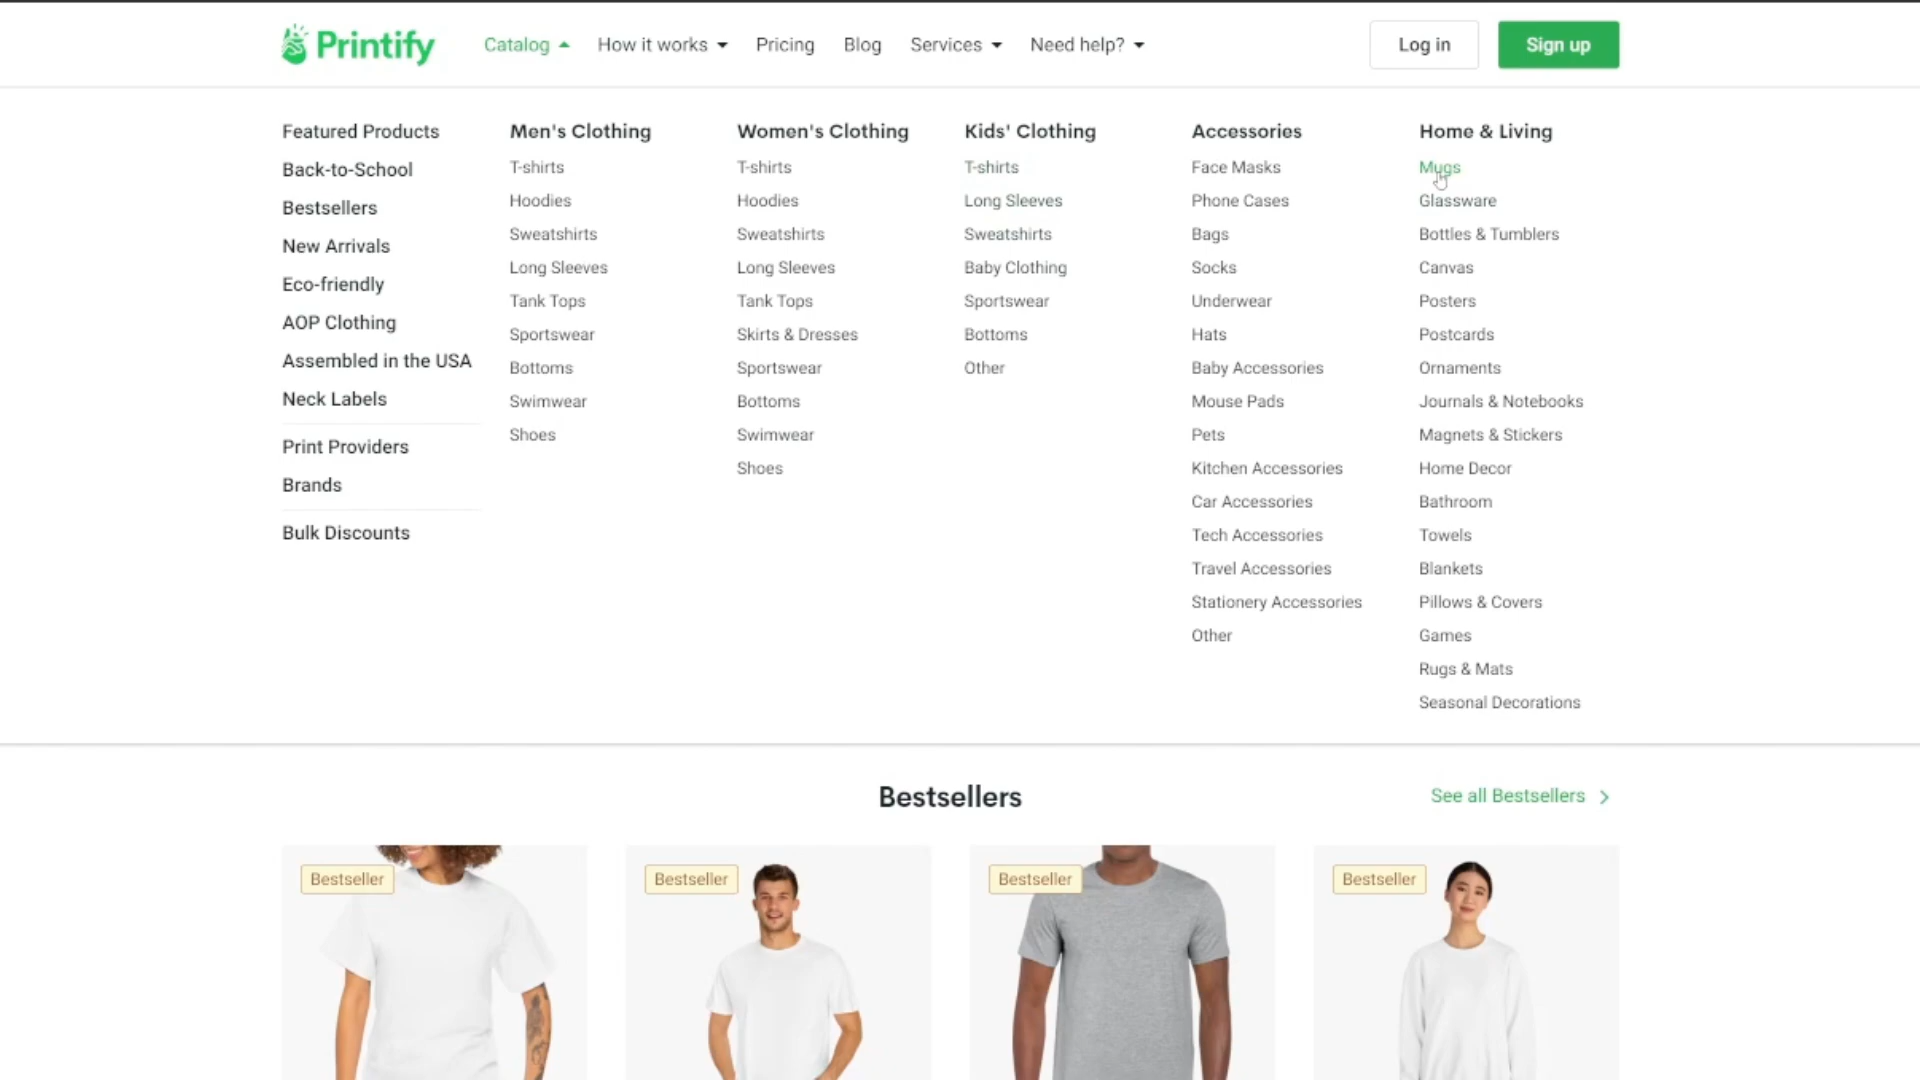 Printify
Catalog
How it works
Pricing
Blog
Services
Need help?
Log in
Sign up
Featured Products
Back-to-School
Bestsellers
New Arrivals
Eco-friendly
AOP Clothing
Assembled in the USA
Neck Labels
Print Providers
Brands
Bulk Discounts
Men's Clothing
T-shirts
Hoodies
Sweatshirts
Long Sleeves
Tank Tops
Sportswear
Bottoms
Swimwear
Shoes
Women's Clothing
T-shirts
Hoodies
Sweatshirts
Long Sleeves
Tank Tops
Skirts & Dresses
Sportswear
Bottoms
Swimwear
Shoes
Kids' Clothing
T-shirts
Long Sleeves
Sweatshirts
Baby Clothing
Sportswear
Bottoms
Other
Accessories
Face Masks
Phone Cases
Bags
Socks
Underwear
Hats
Baby Accessories
Mouse Pads
Pets
Kitchen Accessories
Car Accessories
Tech Accessories
Travel Accessories
Stationery Accessories
Other
Home & Living
Mugs
Glassware
Bottles & Tumblers
Canvas
Posters
Postcards
Ornaments
Journals & Notebooks
Magnets & Stickers
Home Decor
Bathroom
Towels
Blankets
Pillows & Covers
Games
Rugs & Mats
Seasonal Decorations
Bestsellers
See all Bestsellers
Bestseller
Bestseller
Bestseller
Bestseller